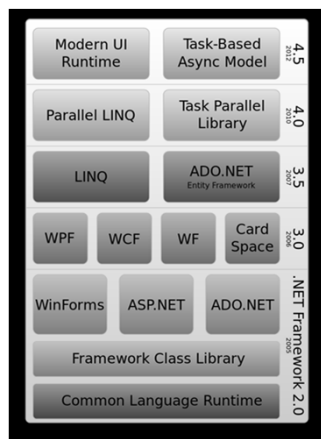 Modern UI
Runtime
Task-Based
Async Model
4.5
2012
Parallel LINQ
Task Parallel
Library
4.0
2010
LINQ
ADO.NET
Entity Framework
3.5
2007
WPF
WCF
WF
Card
Space
3.0
2006
WinForms
ASP.NET
ADO.NET
.NET Framework 2.0
2005
Framework Class Library
Common Language Runtime